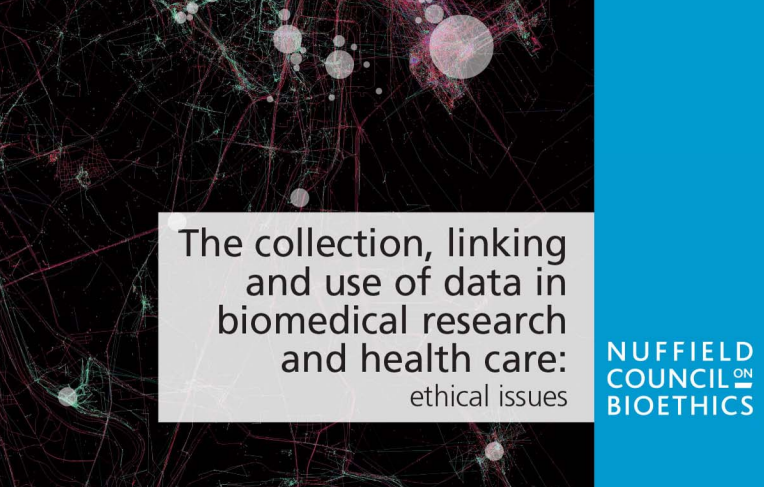 The collection, linking
and use of data in
biomedical research
and health care:
ethical issues
NUFFIELD
COUNCIL ON
BIOETHICS